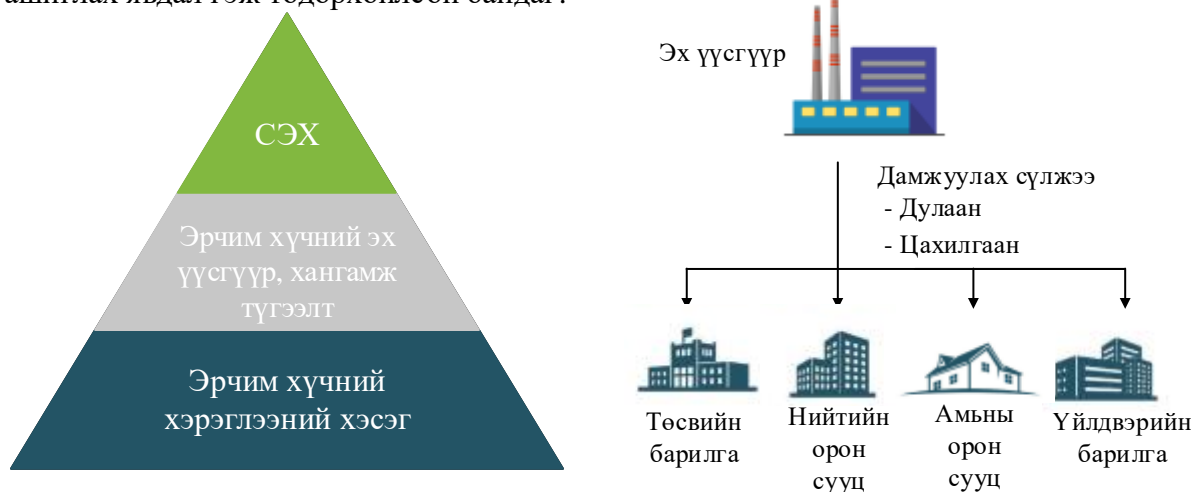 СЭХ
Эрчим хүчний эх
үүсгүүр, хангамж
түгээлт
Эрчим хүчний
хэрэглээний хэсэг
Эх үүсгүүр
Дамжуулах сүлжээ
- Дулаан
- Цахилгаан
Төсвийн
барилга
Нийтийн
орон
сууц
Амьны
орон
сууц
Үйлдвэрийн
барилга